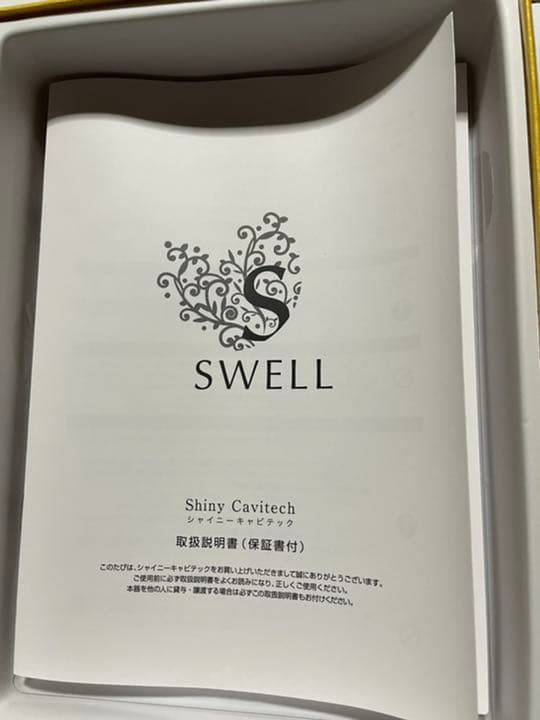 S
SWELL
Shiny Cavitech
シャイニーキャビテック
取扱説明書(保証書付)
このたびは、シャイニーキャビテックをお買い上げいただきまして誠にありがとうございます。
ご使用前に必ず取扱説明書をよくお読みになり、正しくご使用ください。
本器を他の人に貸与・譲渡する場合は必ずこの取扱説明書もお付けください。